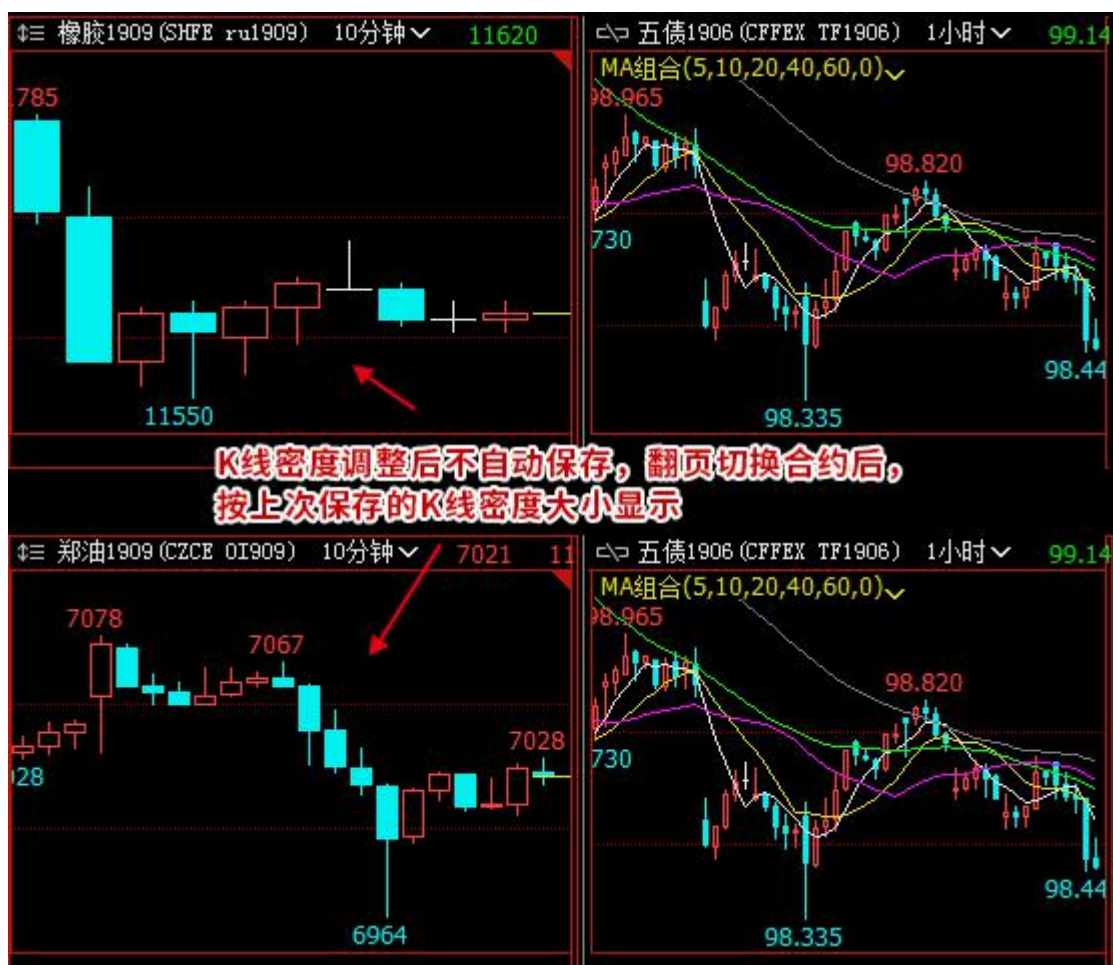 橡胶1909(SHFE ru1909) 10分钟 11620
五债1906(CFFEX TF1906) 1小时 99.14
MA组合(5,10,20,40,60,0)
785
98.965
98.820
730
11550
98.335
98.44
K线密度调整后不自动保存，翻页切换合约后，
按上次保存的K线密度大小显示
郑油1909(CZCE OI909) 10分钟 7021 11
五债1906(CFFEX TF1906) 1小时 99.14
MA组合(5,10,20,40,60,0)
7078
7067
98.965
98.820
7028
028
730
6964
98.335
98.44